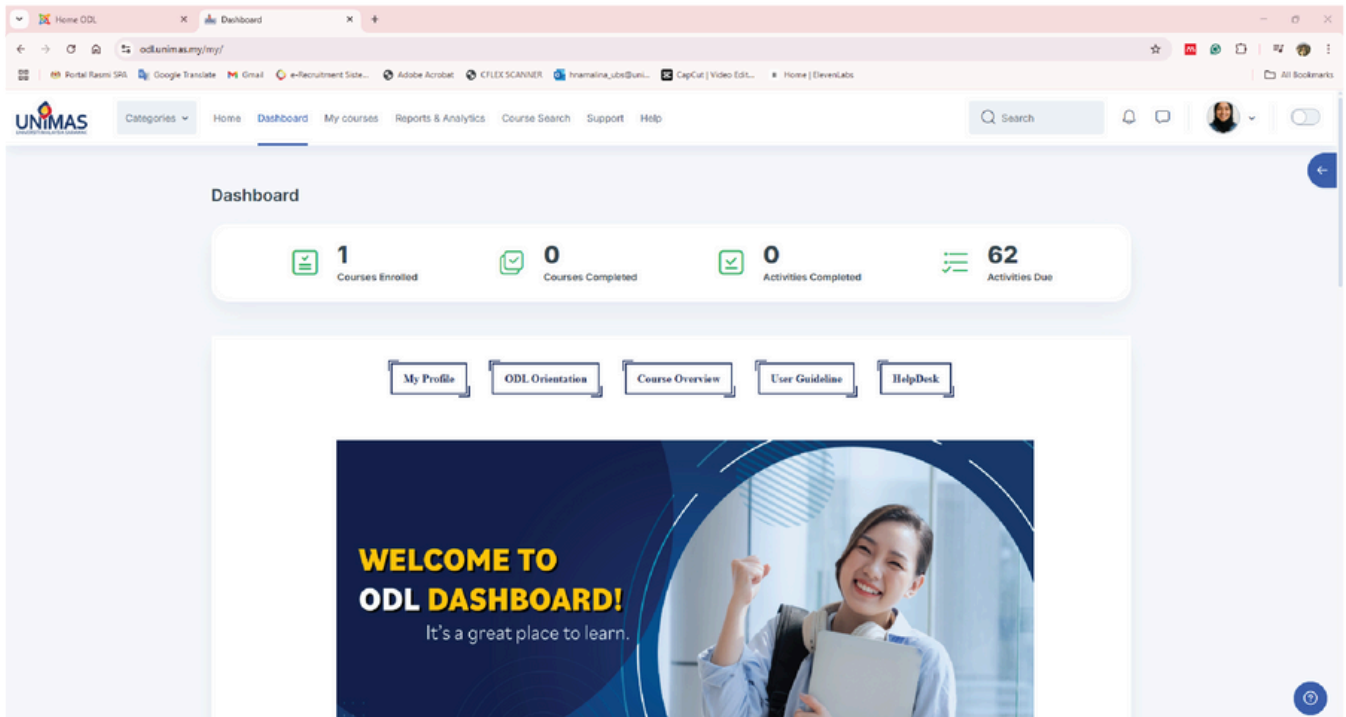 Home ODL
Dashboard
odl.unimas.my/my/
Portal Rasmi SPA
Google Translate
Gmail
e-Recruitment Siste...
Adobe Acrobat
CFLEX SCANNER
hnamalina_ubs@uni...
CapCut | Video Edit...
Home | ElevenLabs
All Bookmarks
UNIMAS
Categories
Home
Dashboard
My courses
Reports & Analytics
Course Search
Support
Help
Search
Dashboard
1
Courses Enrolled
0
Courses Completed
0
Activities Completed
62
Activities Due
My Profile
ODL Orientation
Course Overview
User Guideline
HelpDesk
WELCOME TO
ODL DASHBOARD!
It's a great place to learn.